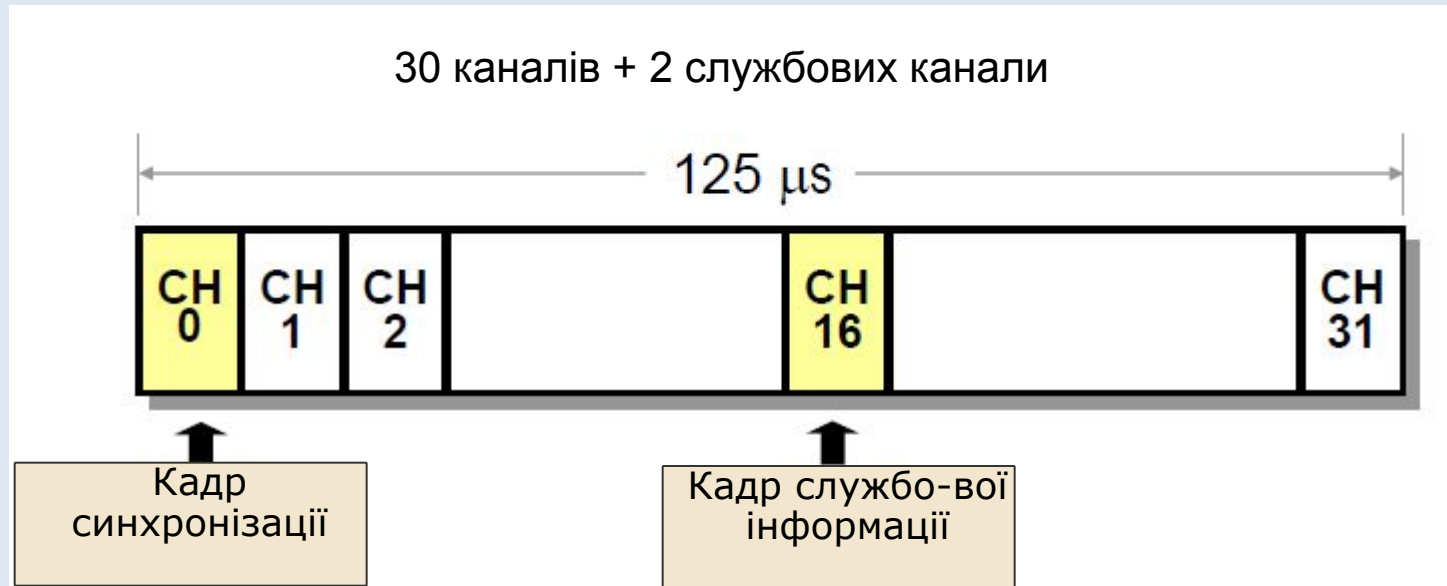 30 каналів + 2 службових канали
125 μs
CH
0
CH
1
CH
2
CH
16
CH
31
Кадр
синхронізації
Кадр службо-вої
інформації